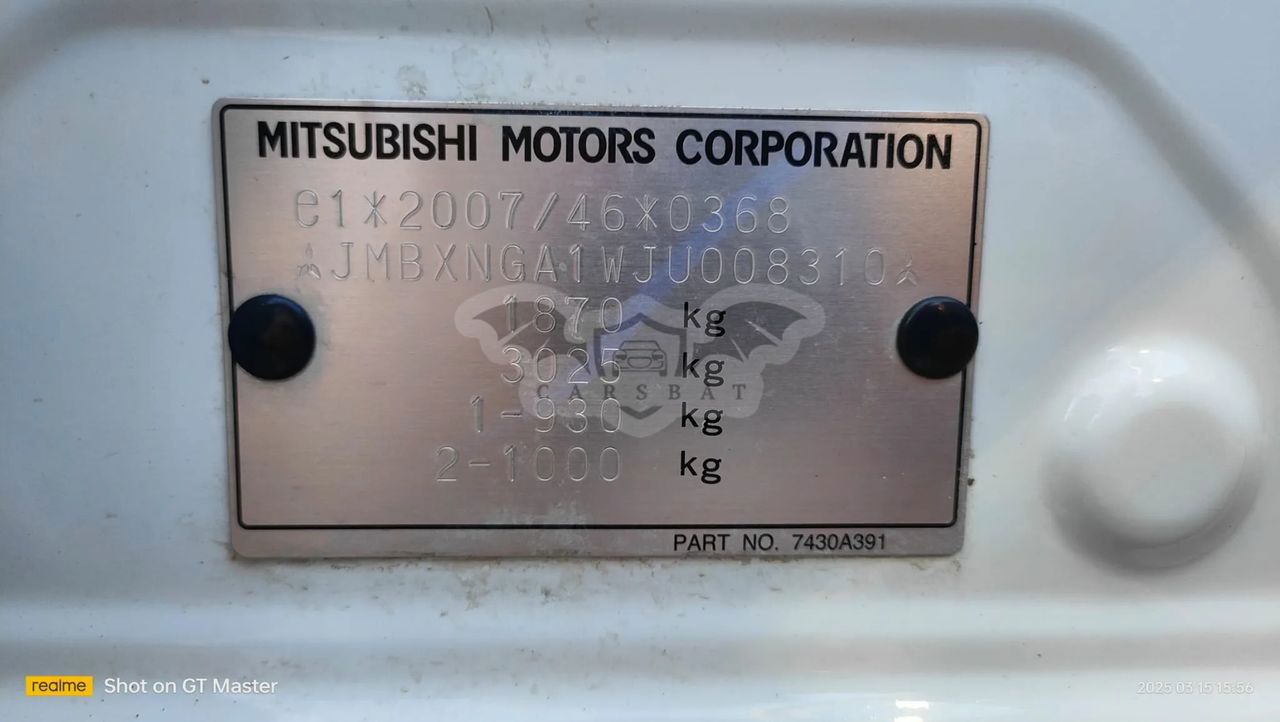 MITSUBISHI MOTORS CORPORATION
e1*2007/46*0368
JMBXNGA1WJU008310
1870 kg
3025 kg
CARSBAT
1-930 kg
2-1000 kg
PART NO. 7430A391
realme Shot on GT Master
2025 03 15 15:56